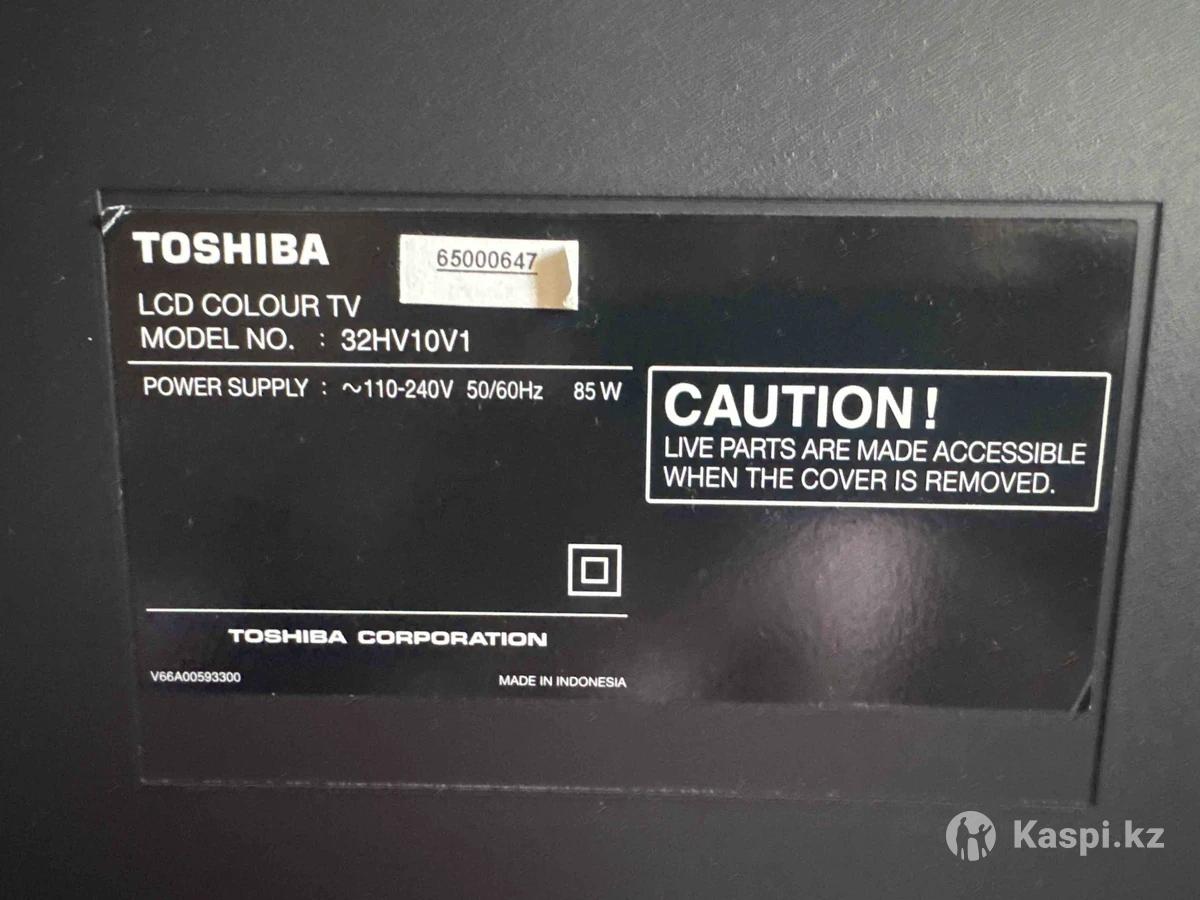 TOSHIBA
65000647
LCD COLOUR TV
MODEL NO. : 32HV10V1
POWER SUPPLY : ~110-240V 50/60Hz 85W
CAUTION!
LIVE PARTS ARE MADE ACCESSIBLE
WHEN THE COVER IS REMOVED.
TOSHIBA CORPORATION
V66A00593300
MADE IN INDONESIA
Kaspi.kz